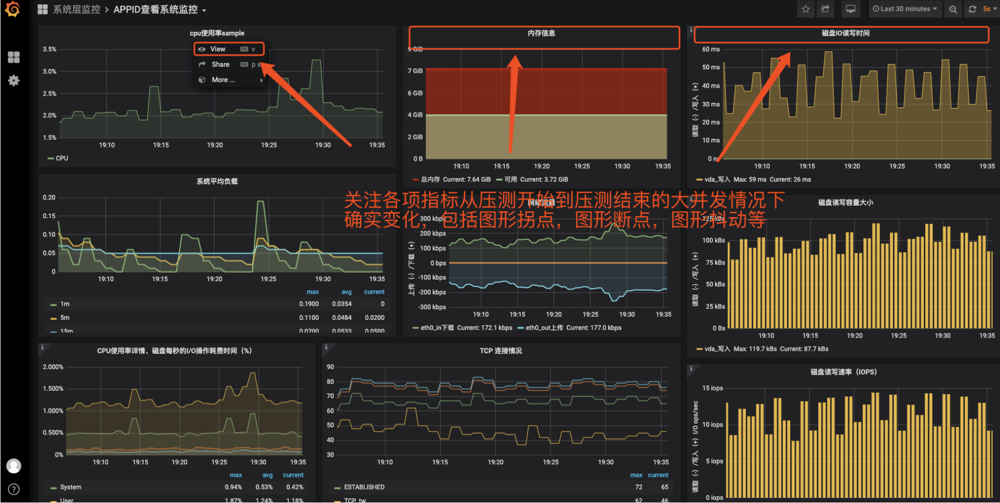 系统层监控 > APPID查看系统监控
Last 30 minutes
5s
cpu使用率sample
View v
Share p s
More ...
3.5%
3.0%
2.5%
2.0%
1.5%
19:10 19:15 19:20 19:25 19:30 19:35
CPU
内存信息
9 GiB
7 GiB
6 GiB
4 GiB
2 GiB
0 B
19:10 19:15 19:20 19:25 19:30 19:35
总内存 Current: 7.64 GiB 可用 Current: 3.72 GiB
磁盘IO读写时间
读取 (-) /写入 (+)
60 ms
50 ms
40 ms
30 ms
20 ms
10 ms
19:10 19:15 19:20 19:25 19:30 19:35
vda_写入 Max: 59 ms Current: 26 ms
关注各项指标从压测开始到压测结束的大并发情况下
确实变化，包括图形拐点，图形断点，图形抖动等
系统平均负载
0.20
0.15
0.10
0.05
0
19:10 19:15 19:20 19:25 19:30 19:35
max avg current
1m 0.1900 0.0354 0
5m 0.1100 0.0484 0.0200
15m 0.0700 0.0533 0.0500
网络流量
上传 (-) /下载 (+)
300 kbps
200 kbps
100 kbps
0 bps
-100 kbps
-200 kbps
-300 kbps
19:10 19:15 19:20 19:25 19:30 19:35
eth0_in下载 Current: 172.1 kbps eth0_out上传 Current: 177.0 kbps
磁盘读写容量大小
读取 (-) /写入 (+)
125 kBs
100 kBs
75 kBs
50 kBs
25 kBs
0 Bs
19:10 19:15 19:20 19:25 19:30 19:35
vda_写入 Max: 119.7 kBs Current: 87.7 kBs
CPU使用率详情、磁盘每秒的I/O操作耗费时间（%）
2.000%
1.500%
1.000%
0.500%
0%
19:10 19:15 19:20 19:25 19:30 19:35
max avg current
System 0.94% 0.53% 0.42%
User 1.87% 1.24% 1.18%
TCP 连接情况
90
80
70
60
50
40
30
19:10 19:15 19:20 19:25 19:30 19:35
max current
ESTABLISHED 72 65
TCP_tw 62 46
磁盘读写速率（IOPS）
读取 (-) /写入 (+) I/O ops/sec
15 iops
10 iops
5 iops
0 iops